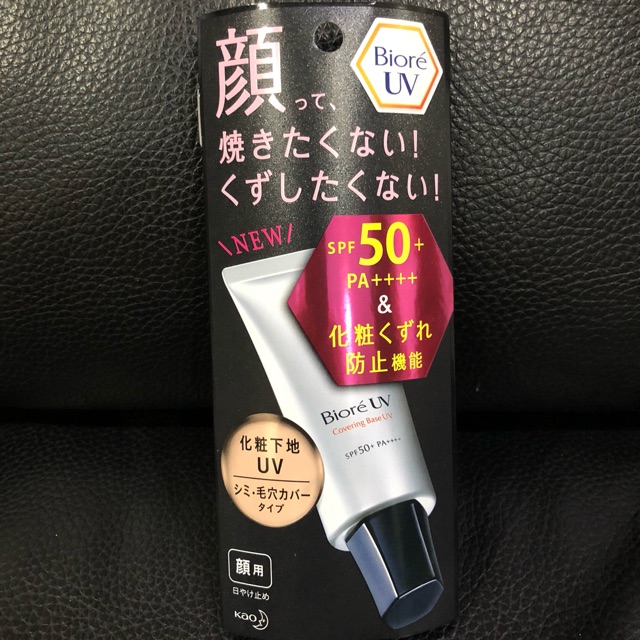 Bioré
UV
顔って、
焼きたくない!
くずしたくない!
\NEW/
SPF50+
PA++++
&
化粧くずれ
防止機能
Bioré UV
Covering Base UV
SPF50+ PA++++
化粧下地
UV
シミ・毛穴カバー
タイプ
顔用
日やけ止め
Kao